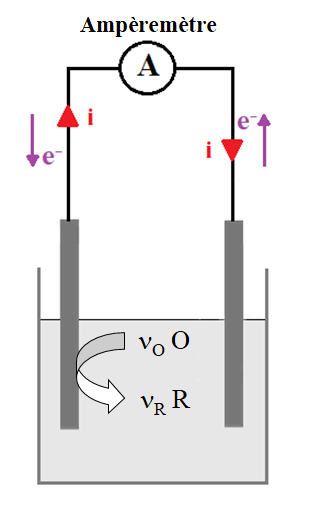 Ampèremètre
A
i
e⁻
e⁻
i
ν_O O
ν_R R